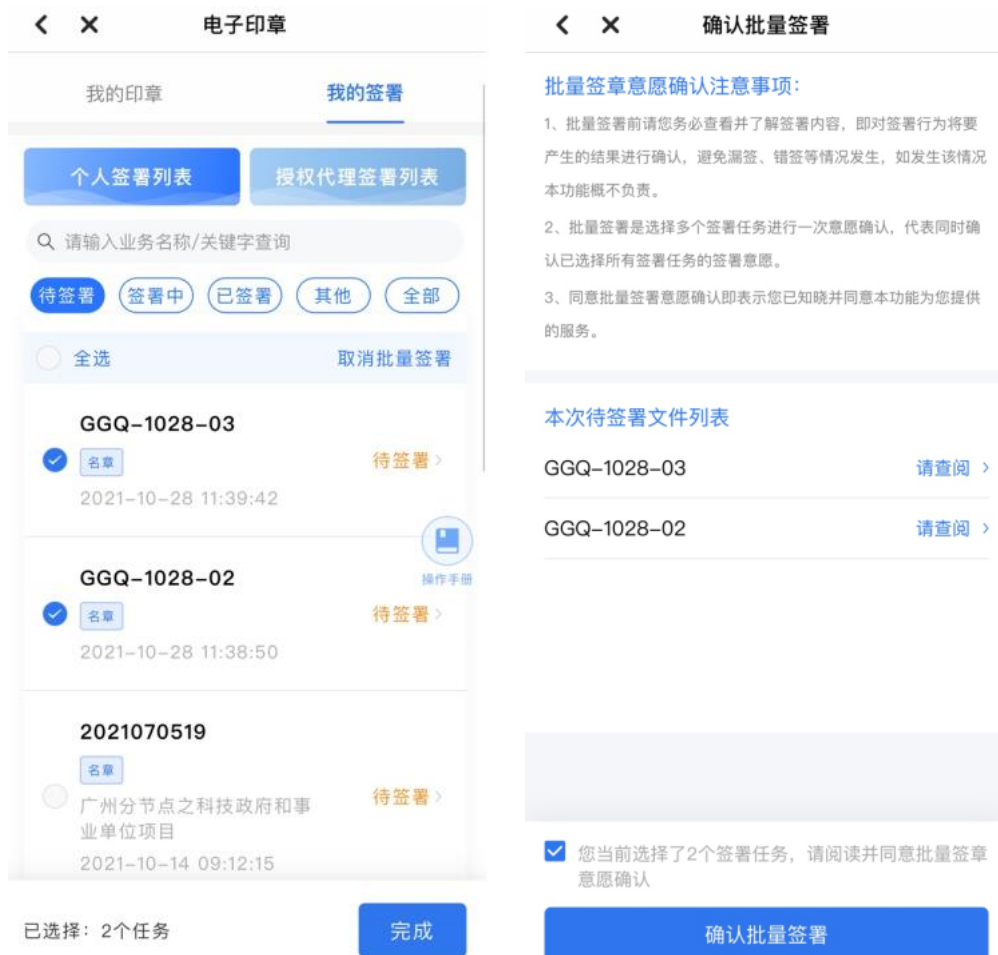 电子印章
我的印章
我的签署
个人签署列表
授权代理签署列表
请输入业务名称/关键字查询
待签署
签署中
已签署
其他
全部
全选
取消批量签署
GGQ-1028-03
名章
待签署
2021-10-28 11:39:42
操作手册
GGQ-1028-02
名章
待签署
2021-10-28 11:38:50
2021070519
名章
广州分节点之科技政府和事
业单位项目
待签署
2021-10-14 09:12:15
已选择：2个任务
完成
确认批量签署
批量签章意愿确认注意事项：
1、批量签署前请您务必查看并了解签署内容，即对签署行为将要
产生的结果进行确认，避免漏签、错签等情况发生，如发生该情况
本功能概不负责。
2、批量签署是选择多个签署任务进行一次意愿确认，代表同时确
认已选择所有签署任务的签署意愿。
3、同意批量签署意愿确认即表示您已知晓并同意本功能为您提供
的服务。
本次待签署文件列表
GGQ-1028-03
请查阅
GGQ-1028-02
请查阅
您当前选择了2个签署任务，请阅读并同意批量签章
意愿确认
确认批量签署